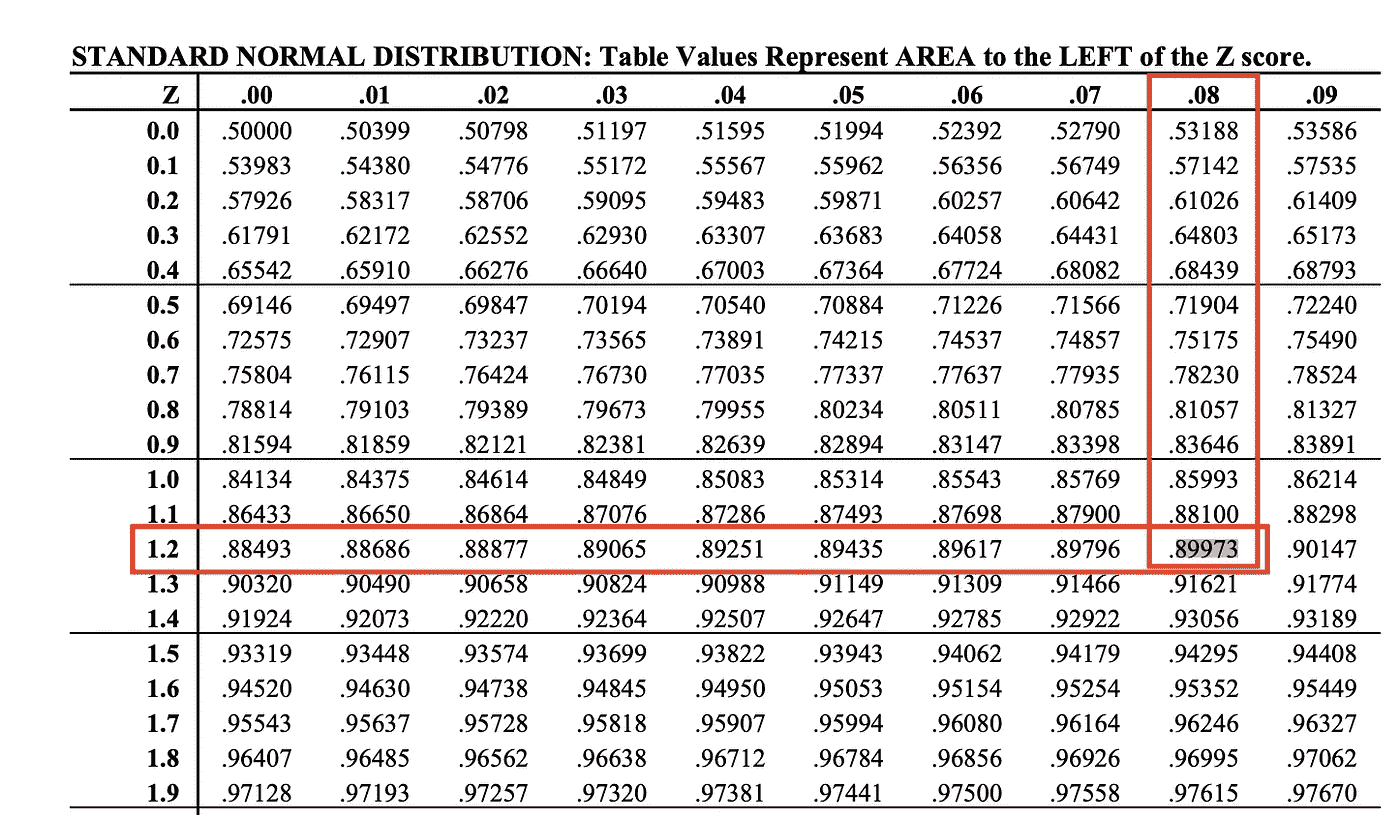 STANDARD NORMAL DISTRIBUTION: Table Values Represent AREA to the LEFT of the Z score.
Z .00 .01 .02 .03 .04 .05 .06 .07 .08 .09
0.0 .50000 .50399 .50798 .51197 .51595 .51994 .52392 .52790 .53188 .53586
0.1 .53983 .54380 .54776 .55172 .55567 .55962 .56356 .56749 .57142 .57535
0.2 .57926 .58317 .58706 .59095 .59483 .59871 .60257 .60642 .61026 .61409
0.3 .61791 .62172 .62552 .62930 .63307 .63683 .64058 .64431 .64803 .65173
0.4 .65542 .65910 .66276 .66640 .67003 .67364 .67724 .68082 .68439 .68793
0.5 .69146 .69497 .69847 .70194 .70540 .70884 .71226 .71566 .71904 .72240
0.6 .72575 .72907 .73237 .73565 .73891 .74215 .74537 .74857 .75175 .75490
0.7 .75804 .76115 .76424 .76730 .77035 .77337 .77637 .77935 .78230 .78524
0.8 .78814 .79103 .79389 .79673 .79955 .80234 .80511 .80785 .81057 .81327
0.9 .81594 .81859 .82121 .82381 .82639 .82894 .83147 .83398 .83646 .83891
1.0 .84134 .84375 .84614 .84849 .85083 .85314 .85543 .85769 .85993 .86214
1.1 .86433 .86650 .86864 .87076 .87286 .87493 .87698 .87900 .88100 .88298
1.2 .88493 .88686 .88877 .89065 .89251 .89435 .89617 .89796 .89973 .90147
1.3 .90320 .90490 .90658 .90824 .90988 .91149 .91309 .91466 .91621 .91774
1.4 .91924 .92073 .92220 .92364 .92507 .92647 .92785 .92922 .93056 .93189
1.5 .93319 .93448 .93574 .93699 .93822 .93943 .94062 .94179 .94295 .94408
1.6 .94520 .94630 .94738 .94845 .94950 .95053 .95154 .95254 .95352 .95449
1.7 .95543 .95637 .95728 .95818 .95907 .95994 .96080 .96164 .96246 .96327
1.8 .96407 .96485 .96562 .96638 .96712 .96784 .96856 .96926 .96995 .97062
1.9 .97128 .97193 .97257 .97320 .97381 .97441 .97500 .97558 .97615 .97670